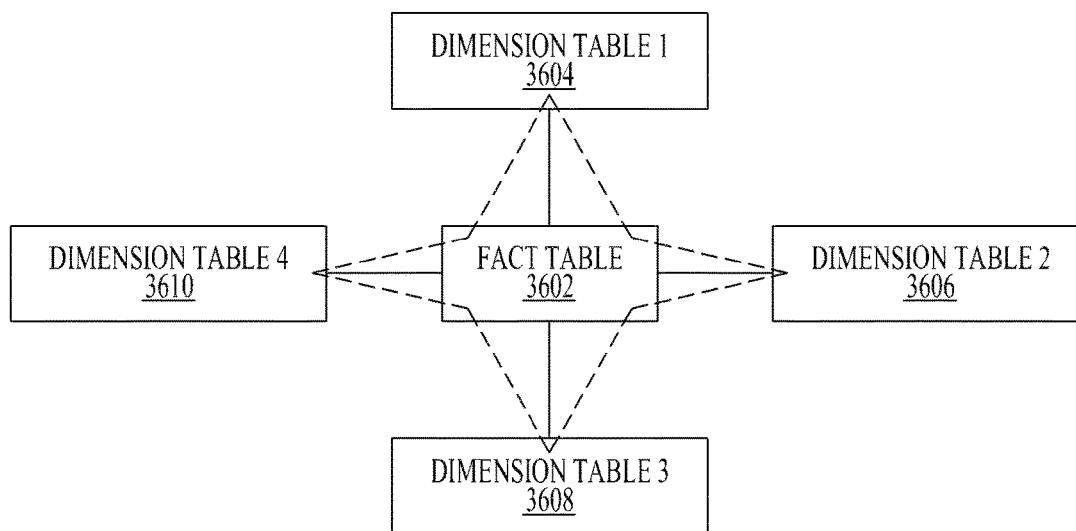 DIMENSION TABLE 1
3604
DIMENSION TABLE 4
3610
FACT TABLE
3602
DIMENSION TABLE 2
3606
DIMENSION TABLE 3
3608